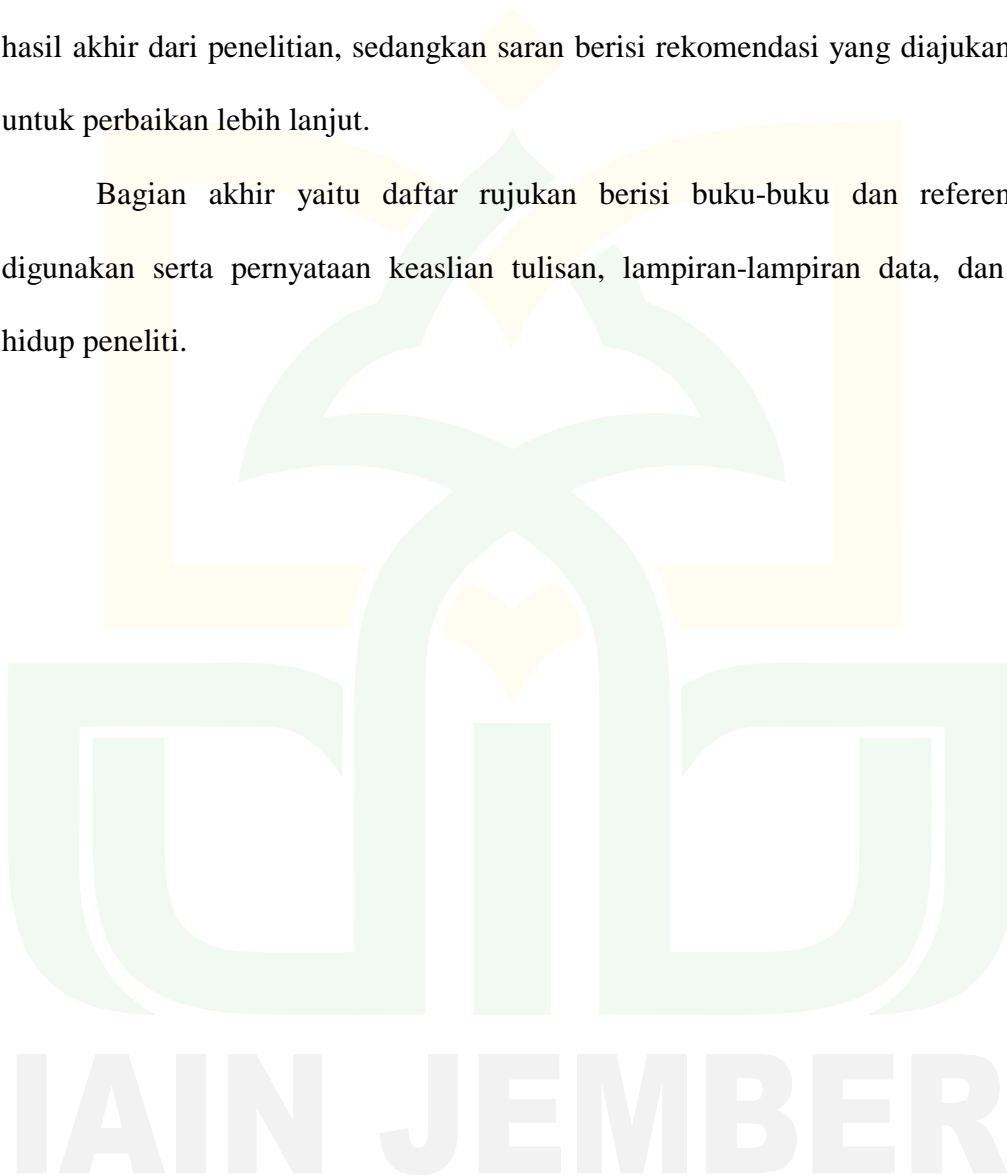 hasil akhir dari penelitian, sedangkan saran berisi rekomendasi yang diajukan
untuk perbaikan lebih lanjut.
Bagian akhir yaitu daftar rujukan berisi buku-buku dan
digunakan serta pernyataan keaslian tulisan, lampiran-lampiran data, dan
hidup peneliti.
IAIN JEMBER